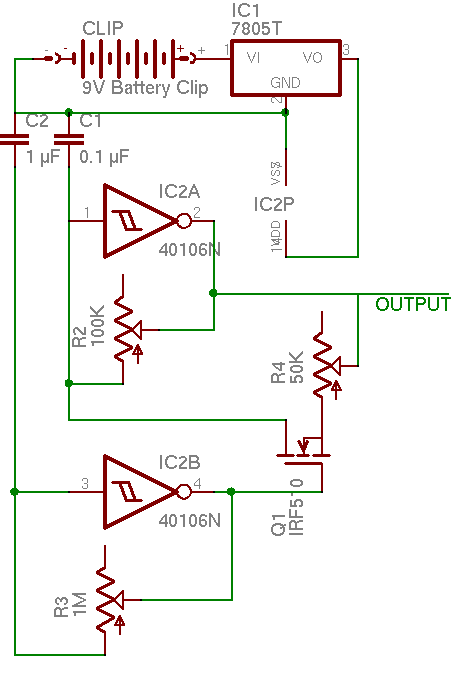 IC1
CLIP
7805T
- - + +
1
VI
VO
3
9V Battery Clip
GND
2
C2
C1
1 µF
0.1 µF
VSS
7
IC2A
IC2P
1
2
VDD
14
40106N
R2
100K
OUTPUT
R4
50K
IC2B
3
4
40106N
Q1
IRF510
R3
1M